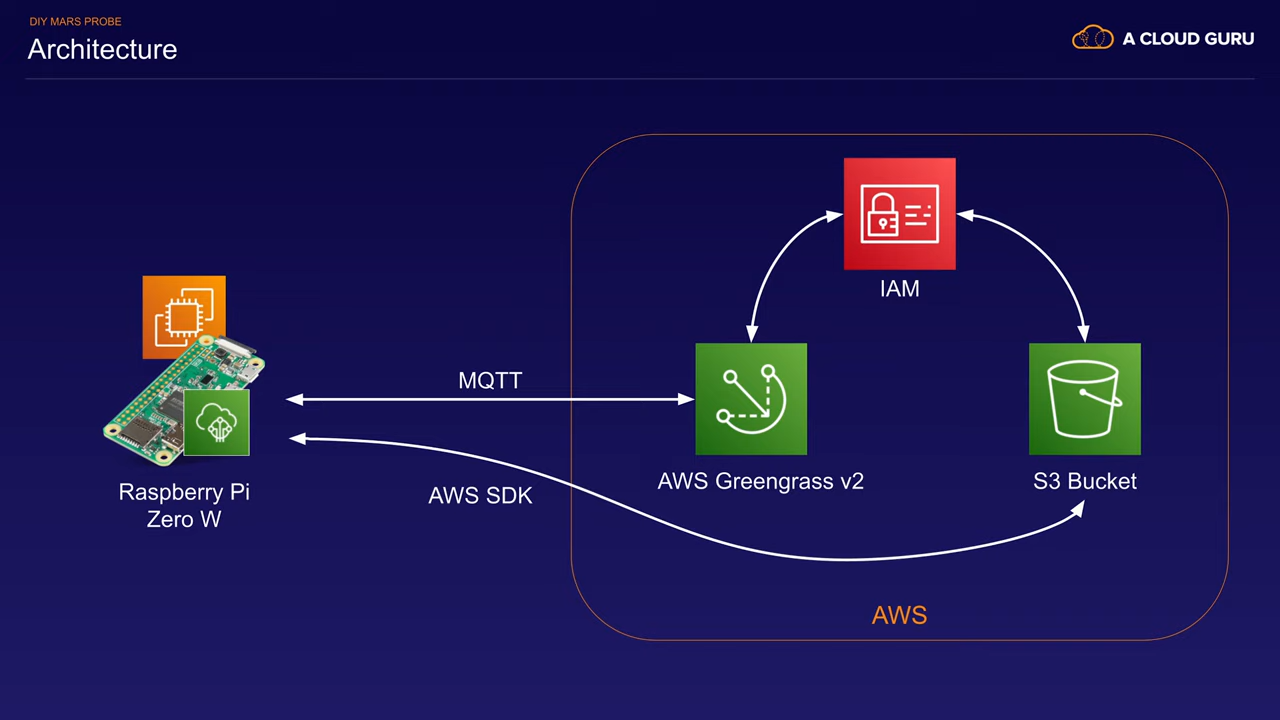 DIY MARS PROBE
Architecture
A CLOUD GURU
IAM
MQTT
AWS SDK
Raspberry Pi
Zero W
AWS Greengrass v2
S3 Bucket
AWS